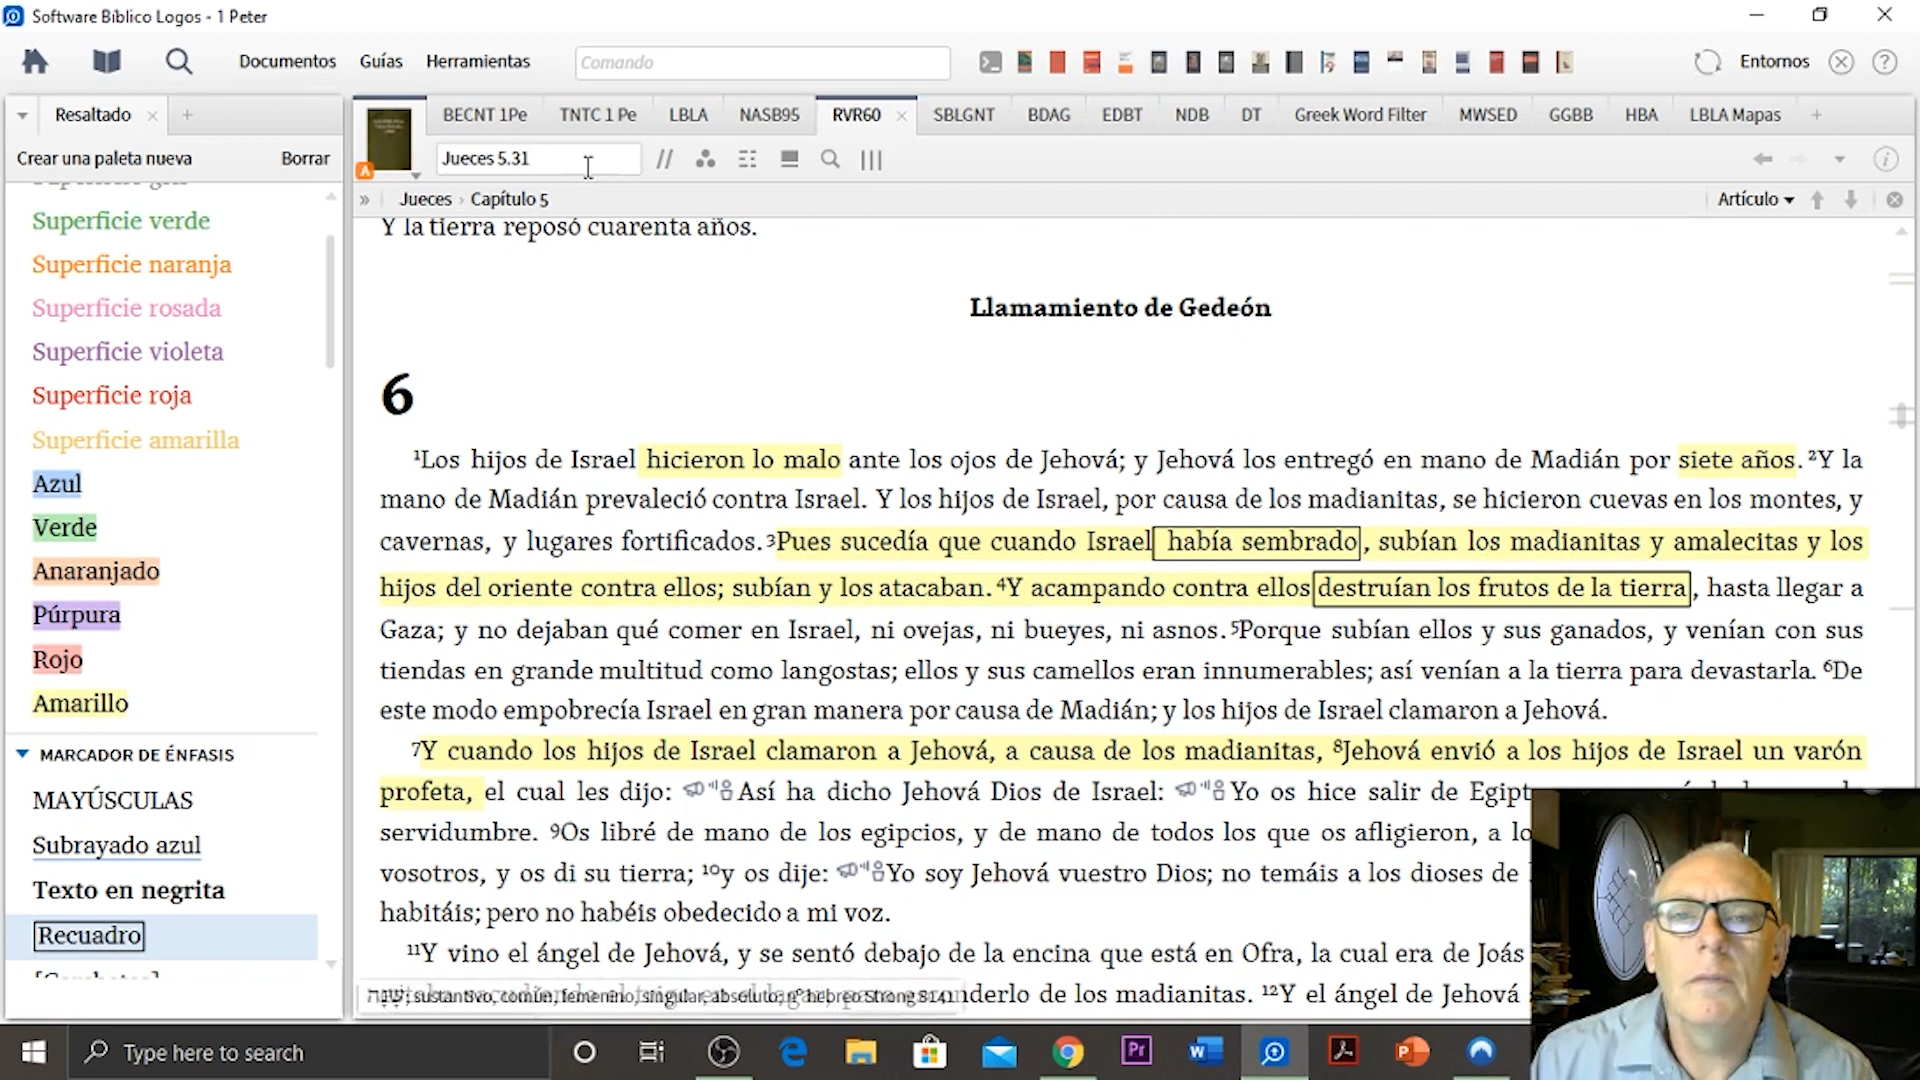 Software Bíblico Logos - 1 Peter
Documentos Guías Herramientas Comando Entornos
Resaltado
BECNT 1Pe TNTC 1 Pe LBLA NASB95 RVR60 SBLGNT BDAG EDBT NDB DT Greek Word Filter MWSED GGBB HBA LBLA Mapas
Crear una paleta nueva Borrar
Jueces 5.31
Jueces › Capítulo 5 Artículo
Superficie verde
Superficie naranja
Superficie rosada
Superficie violeta
Superficie roja
Superficie amarilla
Azul
Verde
Anaranjado
Púrpura
Rojo
Amarillo
MARCADOR DE ÉNFASIS
MAYÚSCULAS
Subrayado azul
Texto en negrita
Recuadro
Y la tierra reposó cuarenta años.
Llamamiento de Gedeón
6
1Los hijos de Israel hicieron lo malo ante los ojos de Jehová; y Jehová los entregó en mano de Madián por siete años. 2Y la
mano de Madián prevaleció contra Israel. Y los hijos de Israel, por causa de los madianitas, se hicieron cuevas en los montes, y
cavernas, y lugares fortificados. 3Pues sucedía que cuando Israel había sembrado, subían los madianitas y amalecitas y los
hijos del oriente contra ellos; subían y los atacaban. 4Y acampando contra ellos destruían los frutos de la tierra, hasta llegar a
Gaza; y no dejaban qué comer en Israel, ni ovejas, ni bueyes, ni asnos. 5Porque subían ellos y sus ganados, y venían con sus
tiendas en grande multitud como langostas; ellos y sus camellos eran innumerables; así venían a la tierra para devastarla. 6De
este modo empobrecía Israel en gran manera por causa de Madián; y los hijos de Israel clamaron a Jehová.
7Y cuando los hijos de Israel clamaron a Jehová, a causa de los madianitas, 8Jehová envió a los hijos de Israel un varón
profeta, el cual les dijo: Así ha dicho Jehová Dios de Israel: Yo os hice salir de Egipt
servidumbre. 9Os libré de mano de los egipcios, y de mano de todos los que os afligieron, a lo
vosotros, y os di su tierra; 10y os dije: Yo soy Jehová vuestro Dios; no temáis a los dioses de
habitáis; pero no habéis obedecido a mi voz.
11Y vino el ángel de Jehová, y se sentó debajo de la encina que está en Ofra, la cual era de Joás
sustantivo, común, femenino, singular, absoluto; nº hebreo Strong 8141 nderlo de los madianitas. 12Y el ángel de Jehová
Type here to search